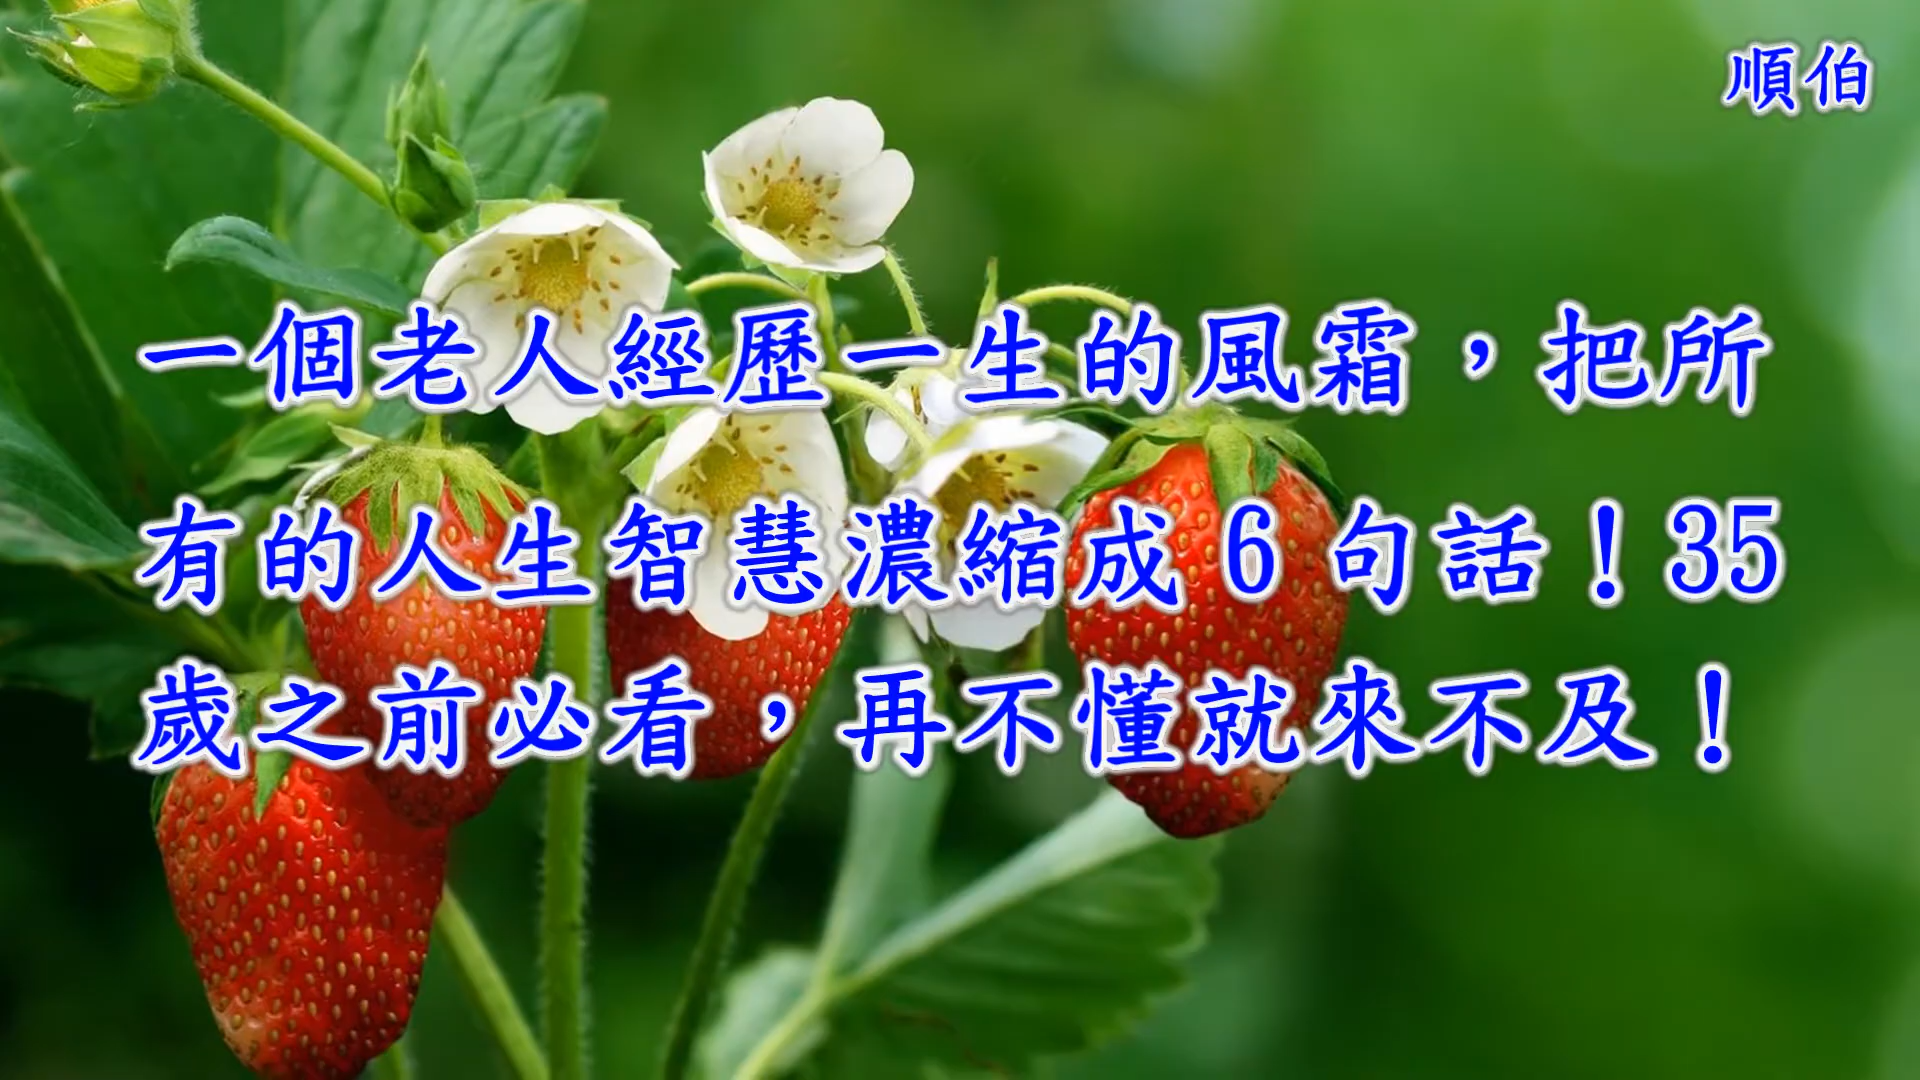 順伯
一個老人經歷一生的風霜，把所
有的人生智慧濃縮成 6 句話！35
歲之前必看，再不懂就來不及！